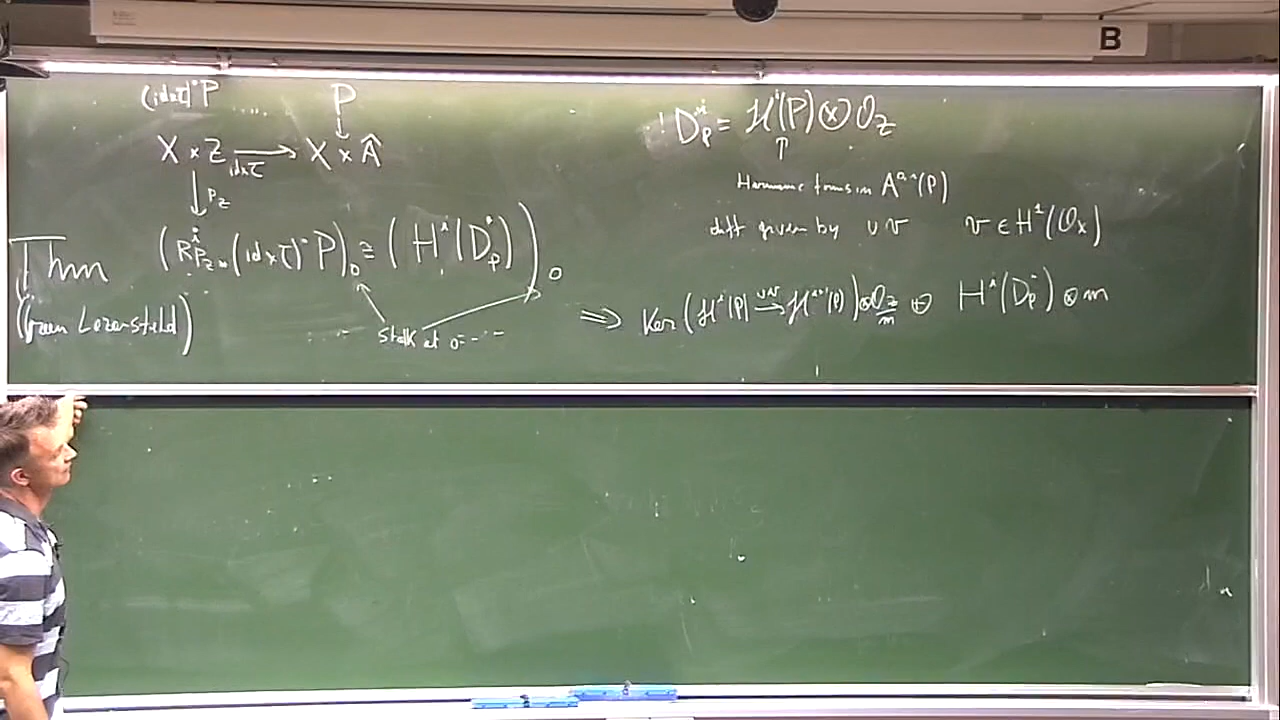 B
(id×τ)* P .... P
X × Z → X × Â
id×τ
↓ P_Z
Thm (R^i p_{Z*} (id×τ)* P)_0 ≅ (H^i(D_P^•))_0
(Green Lazarsfeld)
stalk at 0
! D_P^{•i} = ℋ^i(P) ⊗ O_Z
↑
Harmonic forms in A^{0,i}(P)
diff given by ∪ v v ∈ H^1(O_X)
⇒ Ker (ℋ^i(P) →^{∪v} ℋ^{i+1}(P)) ⊗ O_Z/m ⊕ H^i(D_P^•) ⊗ m